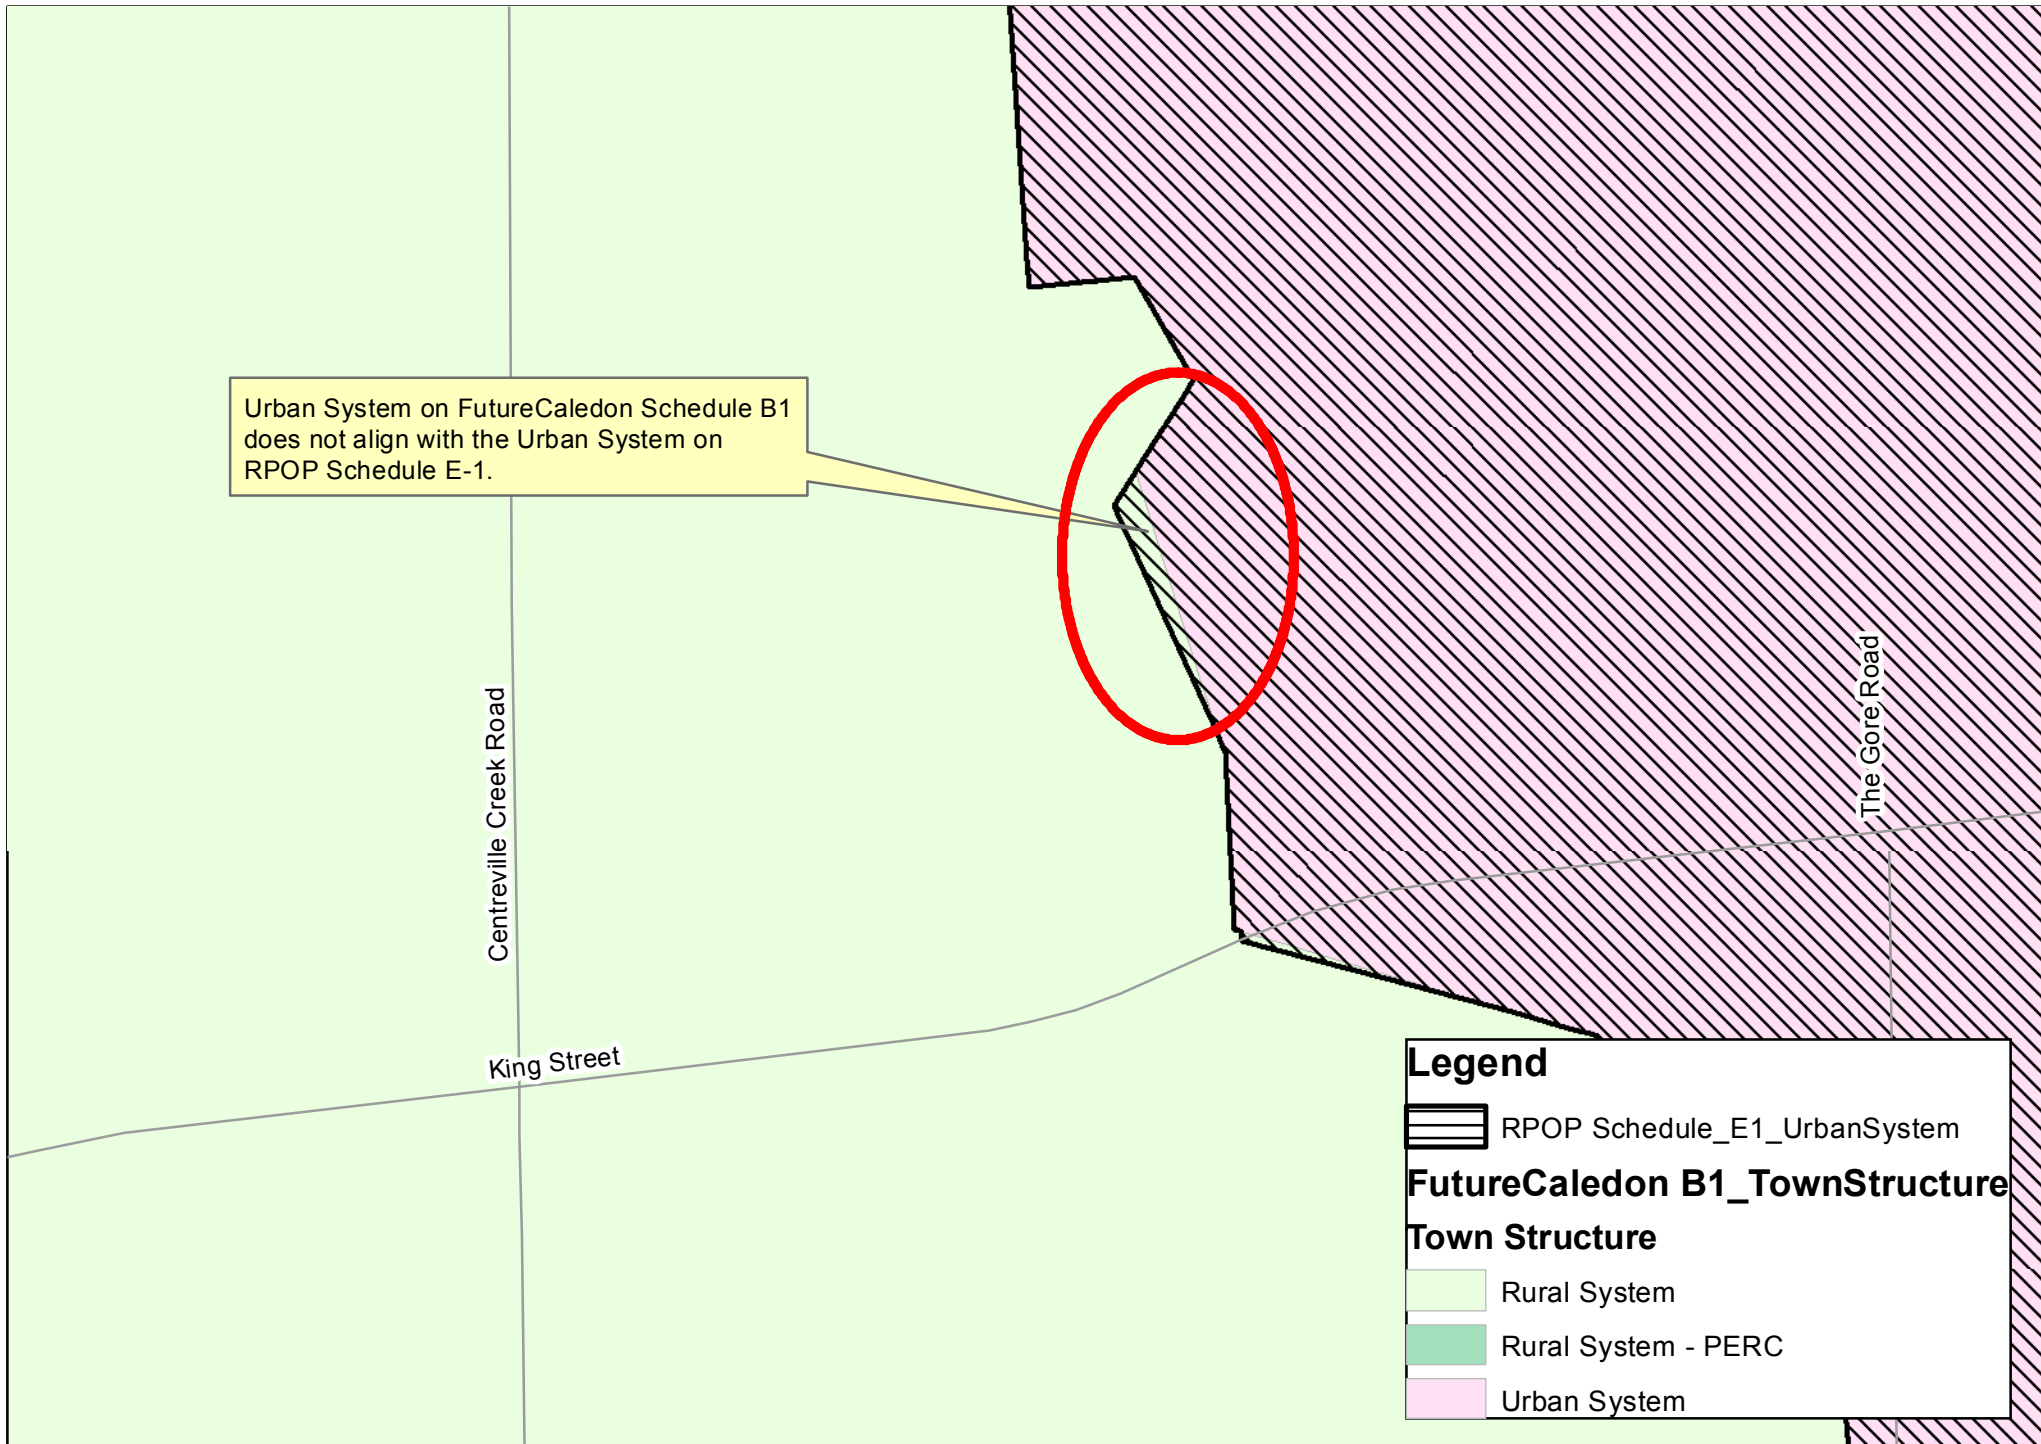 Urban System on FutureCaledon Schedule B1
does not align with the Urban System on
RPOP Schedule E-1.
The Gore Road
Centreville Creek Road
King Street
Legend
RPOP Schedule_E1_UrbanSystem
FutureCaledon B1_TownStructure
Town Structure
Rural System
Rural System - PERC
Urban System